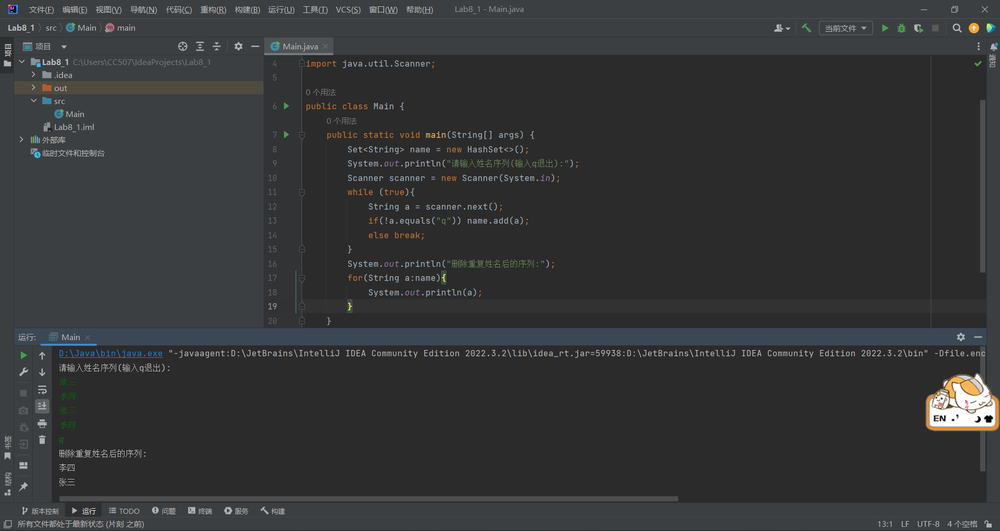 文件(F) 编辑(E) 视图(V) 导航(N) 代码(C) 重构(R) 构建(B) 运行(U) 工具(T) VCS(S) 窗口(W) 帮助(H) Lab8_1 - Main.java
Lab8_1 src Main main 当前文件
项目
Main.java
Lab8_1 C:\Users\CC507\IdeaProjects\Lab8_1
.idea
out
src
Main
Lab8_1.iml
外部库
临时文件和控制台
项目
书签
结构
通知
4 import java.util.Scanner;
5
0 个用法
6 public class Main {
0 个用法
7 public static void main(String[] args) {
8 Set<String> name = new HashSet<>();
9 System.out.println("请输入姓名序列(输入q退出):");
10 Scanner scanner = new Scanner(System.in);
11 while (true){
12 String a = scanner.next();
13 if(!a.equals("q")) name.add(a);
14 else break;
15 }
16 System.out.println("删除重复姓名后的序列:");
17 for(String a:name){
18 System.out.println(a);
19 }
20 }
运行: Main
D:\Java\bin\java.exe "-javaagent:D:\JetBrains\IntelliJ IDEA Community Edition 2022.3.2\lib\idea_rt.jar=59938:D:\JetBrains\IntelliJ IDEA Community Edition 2022.3.2\bin" -Dfile.enc
请输入姓名序列(输入q退出):
张三
李四
张三
李四
q
删除重复姓名后的序列:
李四
张三
EN
版本控制 运行 TODO 问题 终端 服务 构建
所有文件都处于最新状态 (片刻 之前) 13:1 LF UTF-8 4 个空格